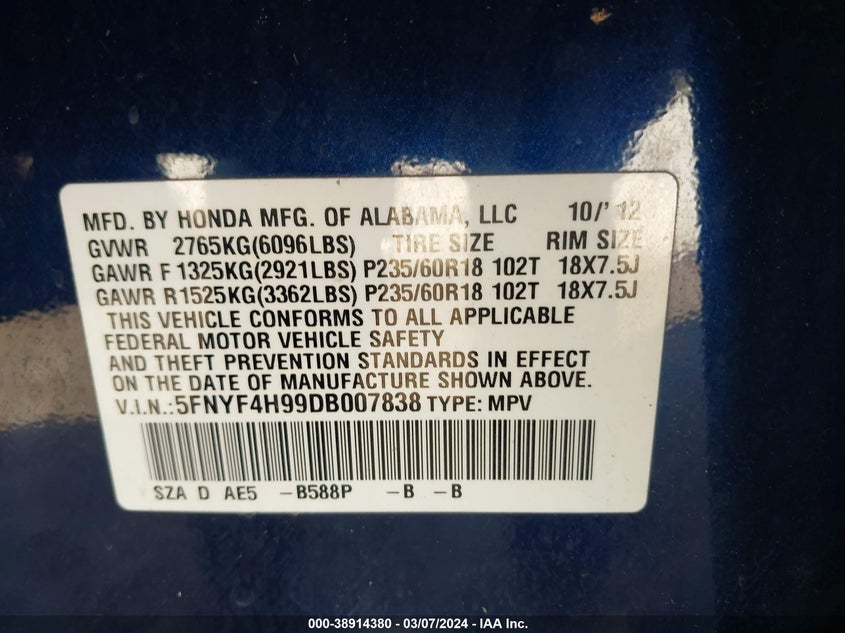 MFD. BY HONDA MFG. OF ALABAMA, LLC 10/'12
GVWR 2765KG(6096LBS) TIRE SIZE RIM SIZE
GAWR F 1325KG(2921LBS) P235/60R18 102T 18X7.5J
GAWR R1525KG(3362LBS) P235/60R18 102T 18X7.5J
THIS VEHICLE CONFORMS TO ALL APPLICABLE
FEDERAL MOTOR VEHICLE SAFETY
AND THEFT PREVENTION STANDARDS IN EFFECT
ON THE DATE OF MANUFACTURE SHOWN ABOVE.
V.I.N.:5FNYF4H99DB007838 TYPE: MPV
SZA D AE5 -B588P -B -B
000-38914380 - 03/07/2024 - IAA Inc.